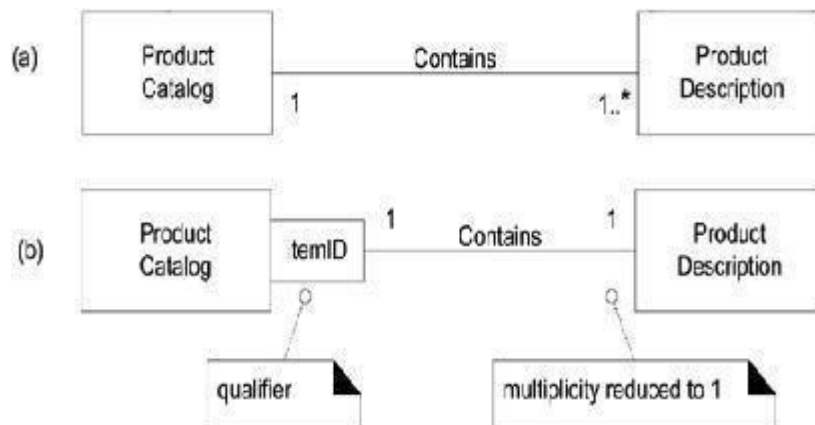 (a)
Product
Catalog
Contains
Product
Description
1
1..*
(b)
Product
Catalog
temID
1
Contains
1
Product
Description
qualifier
multiplicity reduced to 1